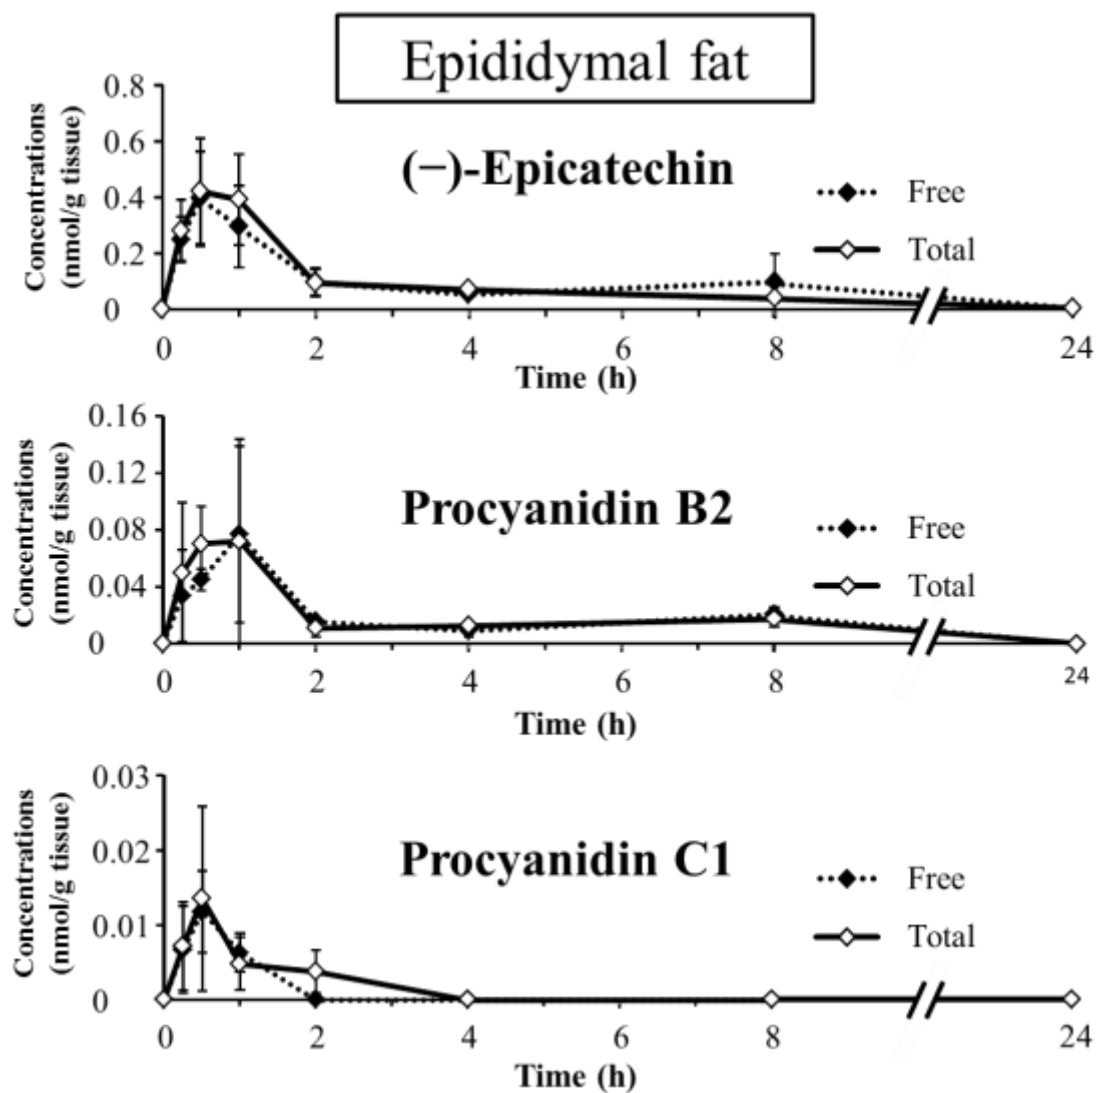 Epididymal fat
Concentrations
(nmol/g tissue)
0.8
0.6
0.4
0.2
0
(−)-Epicatechin
Free
Total
0 2 4 6 8 24
Time (h)
Concentrations
(nmol/g tissue)
0.16
0.12
0.08
0.04
0
Procyanidin B2
Free
Total
0 2 4 6 8 24
Time (h)
Concentrations
(nmol/g tissue)
0.03
0.02
0.01
0
Procyanidin C1
Free
Total
0 2 4 6 8 24
Time (h)